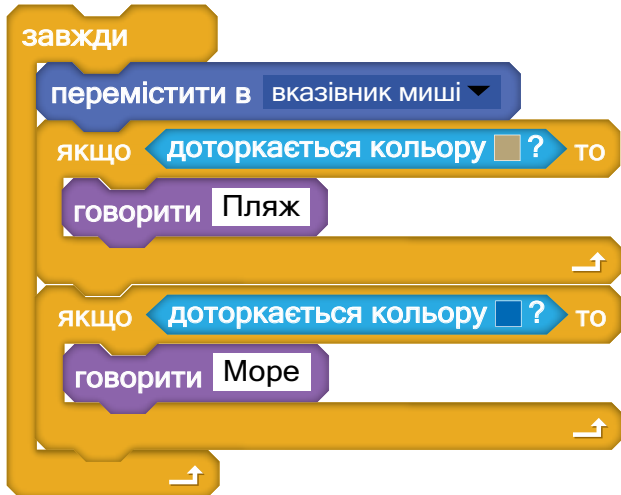 завжди
перемістити в вказівник миші
якщо доторкається кольору ? то
говорити Пляж
якщо доторкається кольору ? то
говорити Море